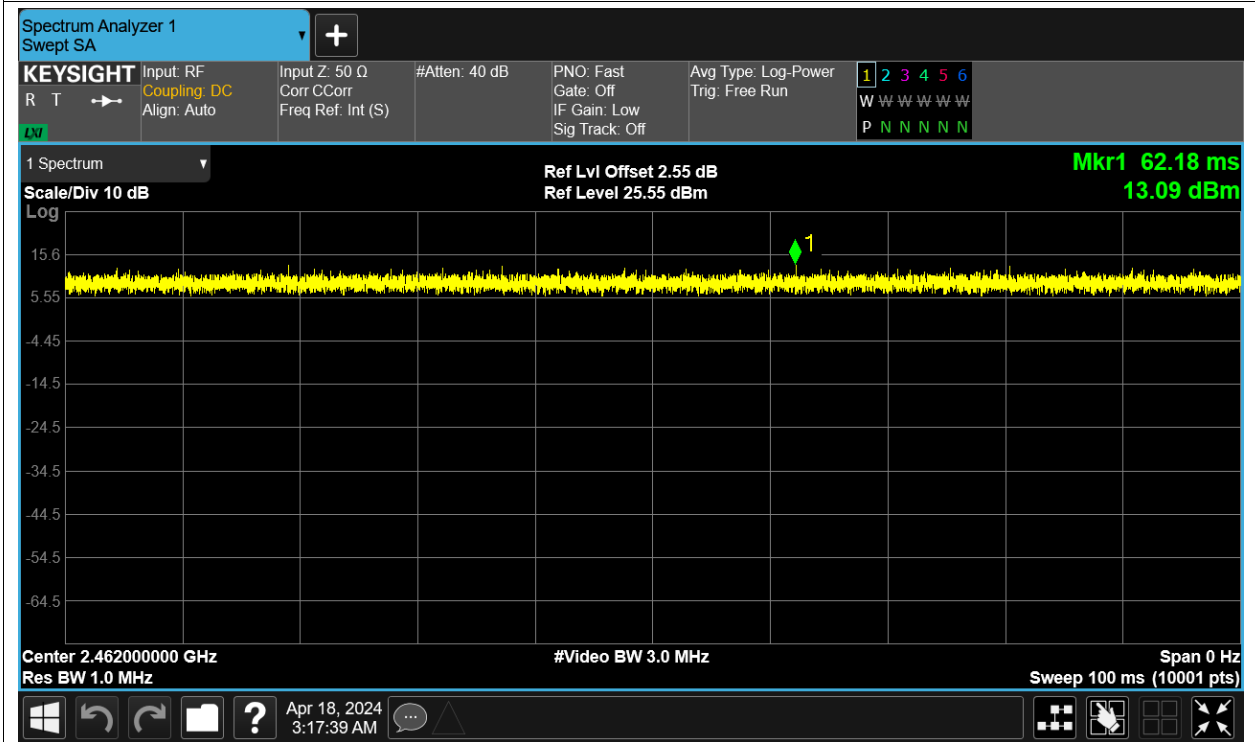 Spectrum Analyzer 1
Swept SA
KEYSIGHT
R T
LXI
Input: RF
Coupling: DC
Align: Auto
Input Z: 50 Ω
Corr CCorr
Freq Ref: Int (S)
#Atten: 40 dB
PNO: Fast
Gate: Off
IF Gain: Low
Sig Track: Off
Avg Type: Log-Power
Trig: Free Run
1 2 3 4 5 6
W W W W W W
P N N N N N
1 Spectrum
Scale/Div 10 dB
Log
Ref Lvl Offset 2.55 dB
Ref Level 25.55 dBm
Mkr1 62.18 ms
13.09 dBm
1
15.6
5.55
-4.45
-14.5
-24.5
-34.5
-44.5
-54.5
-64.5
Center 2.462000000 GHz
Res BW 1.0 MHz
#Video BW 3.0 MHz
Span 0 Hz
Sweep 100 ms (10001 pts)
?
Apr 18, 2024
3:17:39 AM